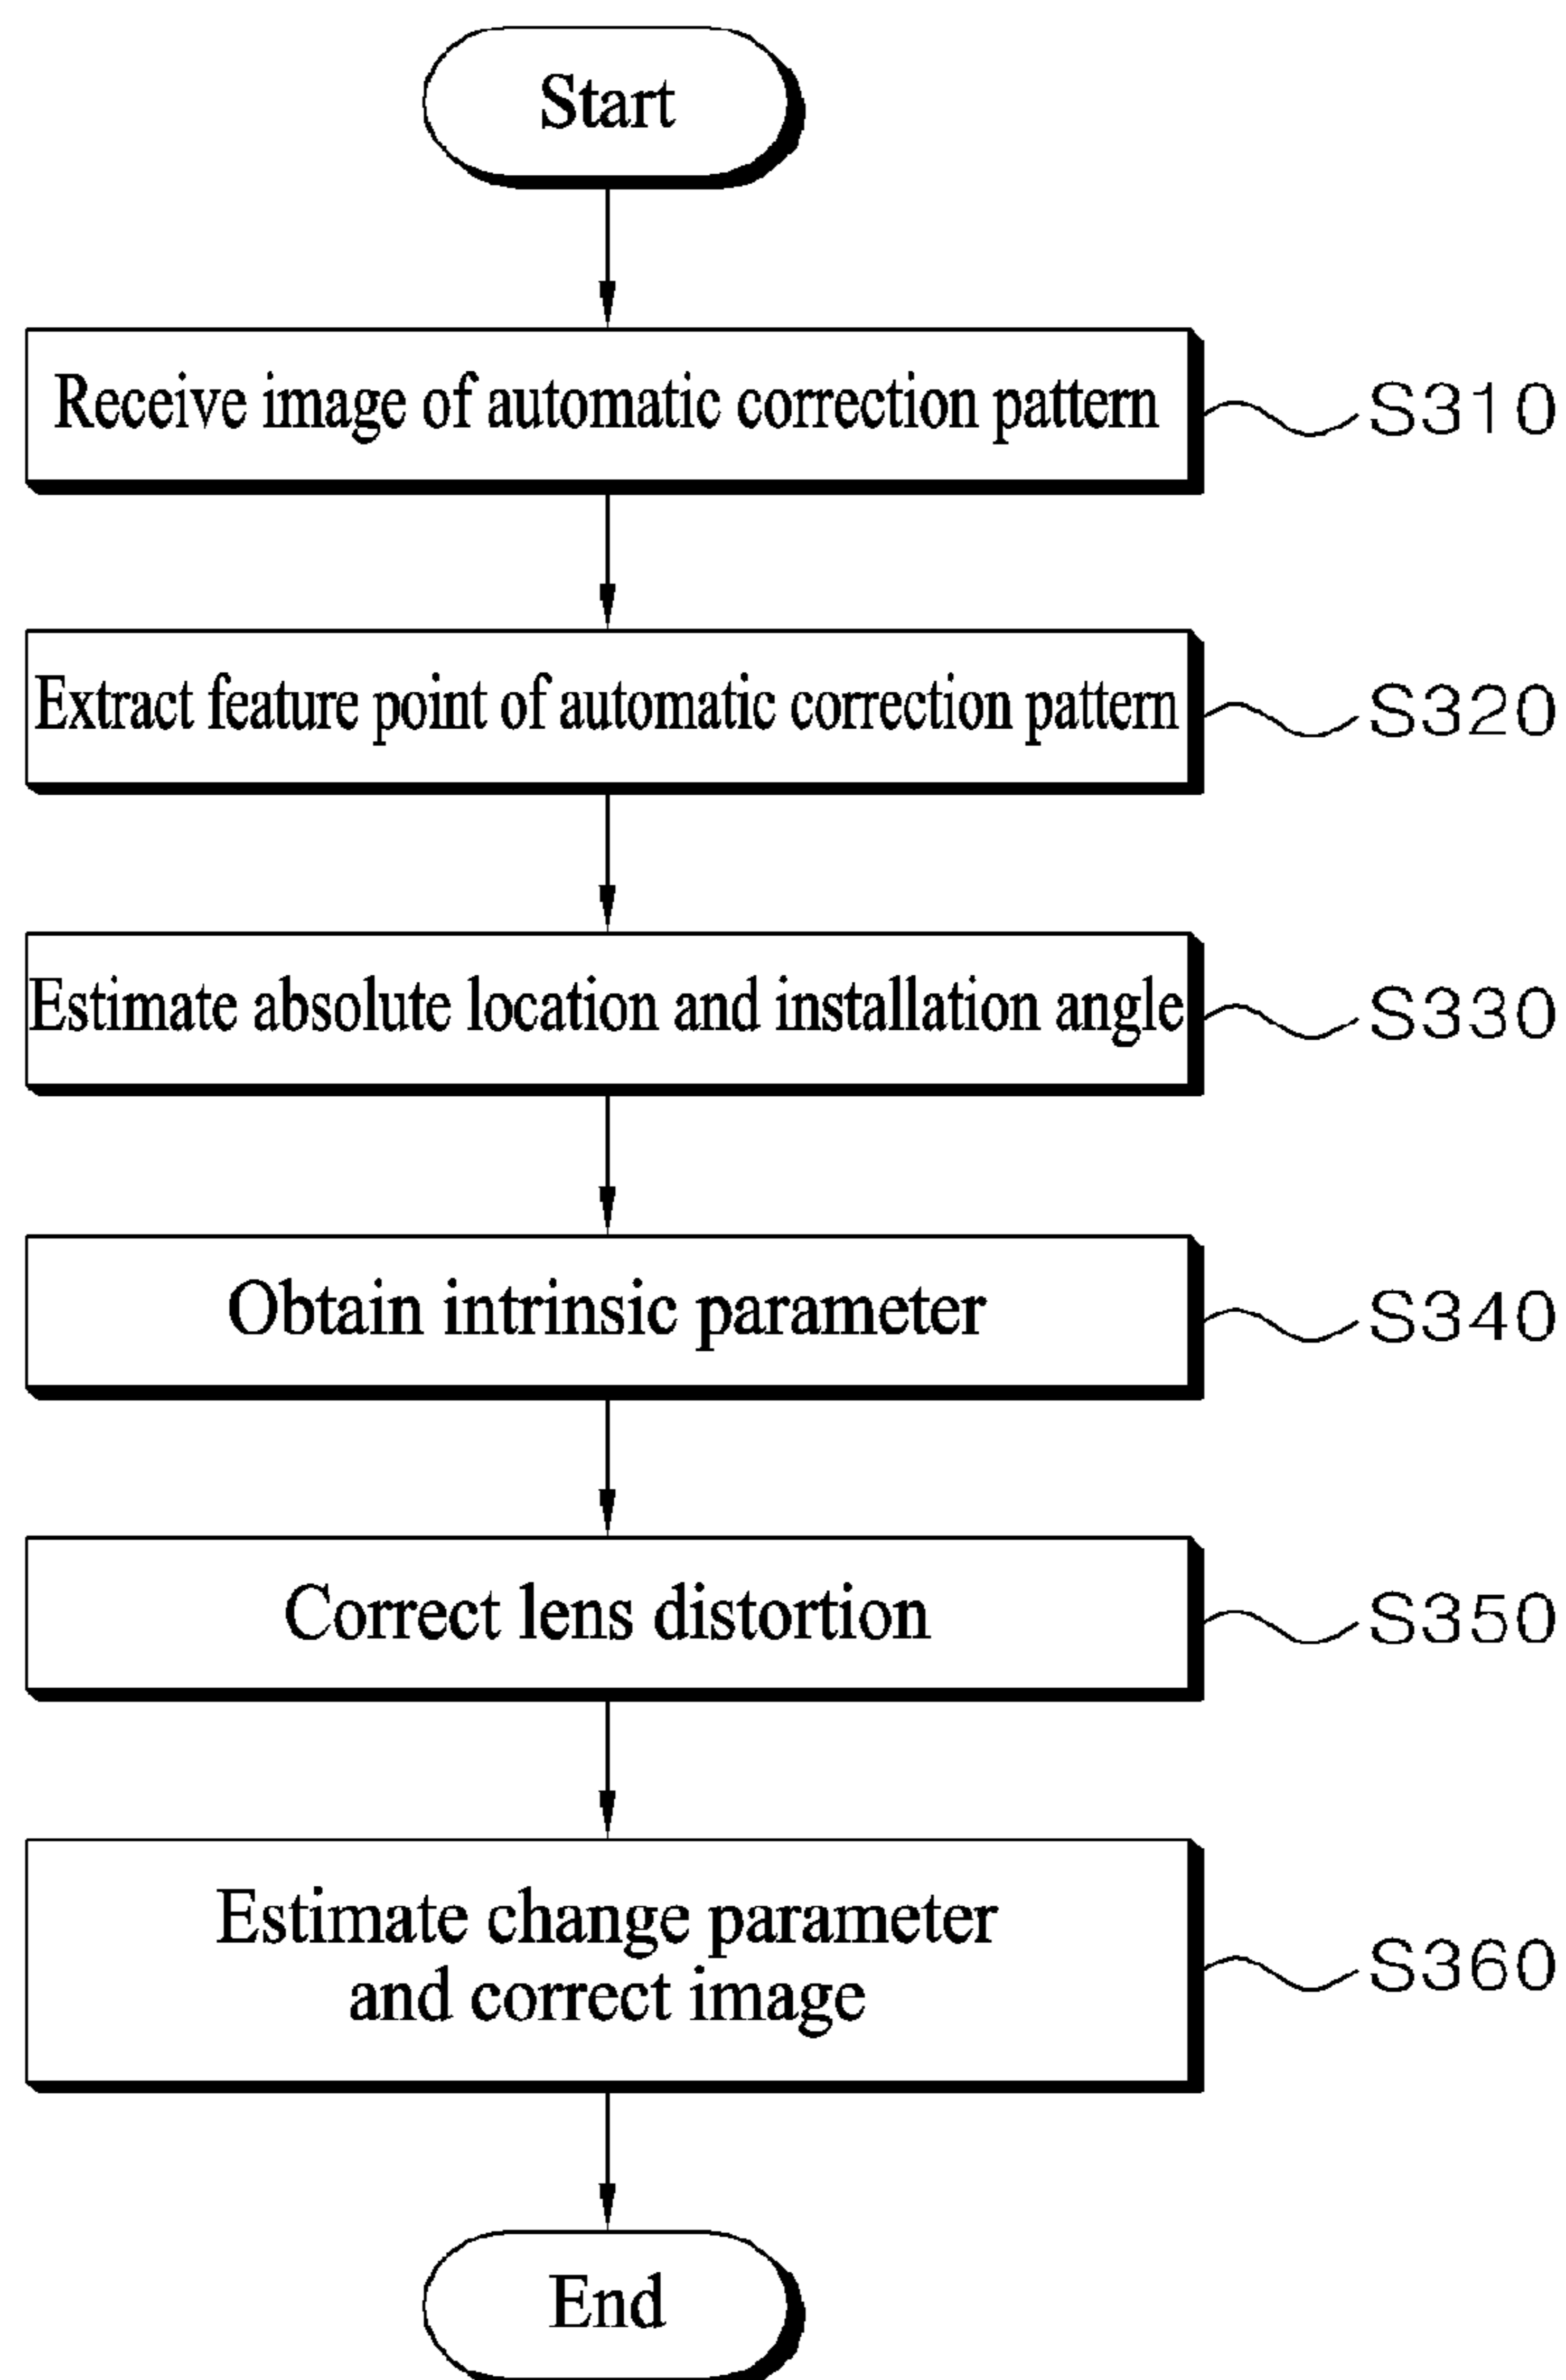 Start
Receive image of automatic correction pattern
S310
Extract feature point of automatic correction pattern
S320
Estimate absolute location and installation angle
S330
Obtain intrinsic parameter
S340
Correct lens distortion
S350
Estimate change parameter
and correct image
S360
End